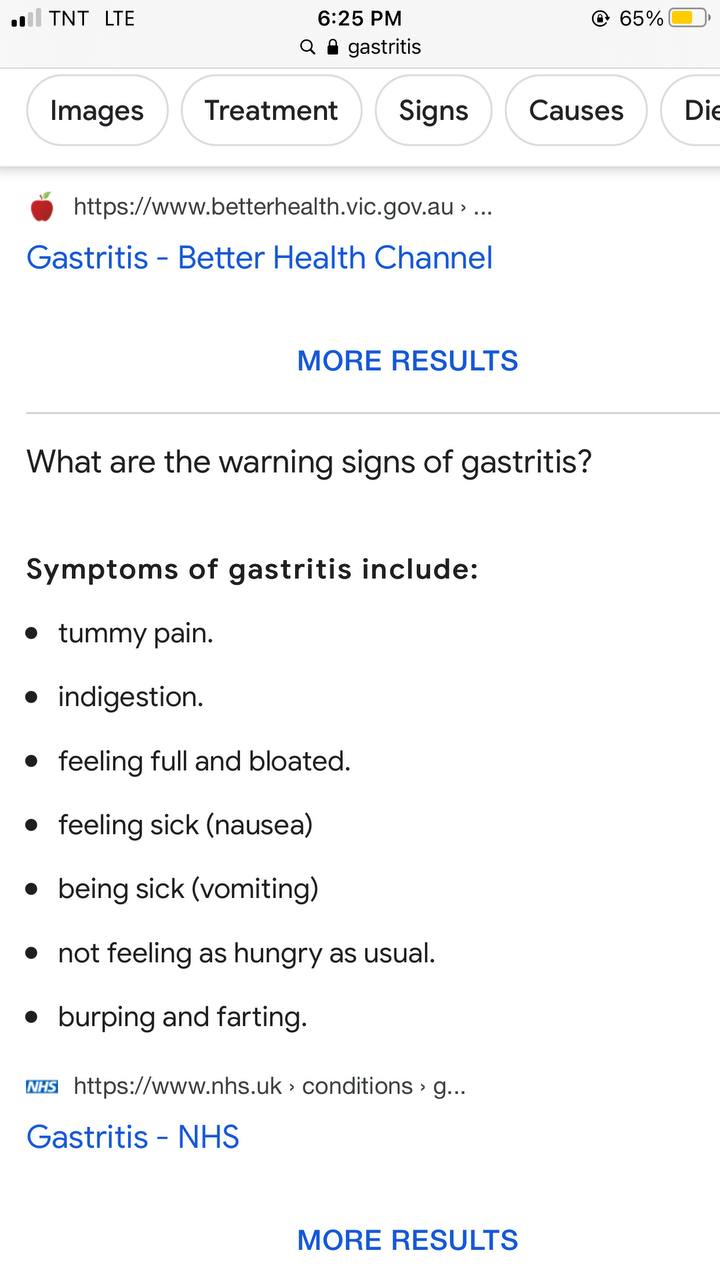 TNT LTE 6:25 PM 65%
gastritis
Images Treatment Signs Causes Die
https://www.betterhealth.vic.gov.au › ...
Gastritis - Better Health Channel
MORE RESULTS
What are the warning signs of gastritis?
Symptoms of gastritis include:
• tummy pain.
• indigestion.
• feeling full and bloated.
• feeling sick (nausea)
• being sick (vomiting)
• not feeling as hungry as usual.
• burping and farting.
NHS https://www.nhs.uk › conditions › g...
Gastritis - NHS
MORE RESULTS